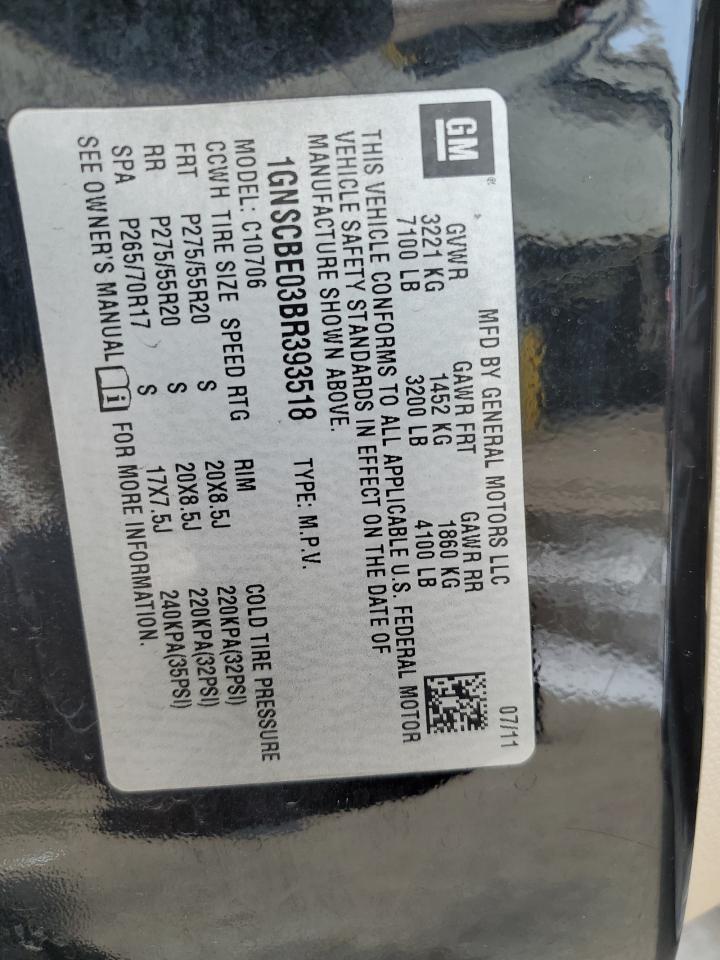 GM ®
MFD BY GENERAL MOTORS LLC 07/11
GVWR GAWR FRT GAWR RR
3221 KG 1452 KG 1860 KG
7100 LB 3200 LB 4100 LB
THIS VEHICLE CONFORMS TO ALL APPLICABLE U.S. FEDERAL MOTOR
VEHICLE SAFETY STANDARDS IN EFFECT ON THE DATE OF
MANUFACTURE SHOWN ABOVE.
1GNSCBE03BR393518 TYPE: M.P.V.
MODEL: C10706
CCWH TIRE SIZE SPEED RTG RIM COLD TIRE PRESSURE
FRT P275/55R20 S 20X8.5J 220KPA(32PSI)
RR P275/55R20 S 20X8.5J 220KPA(32PSI)
SPA P265/70R17 S 17X7.5J 240KPA(35PSI)
SEE OWNER'S MANUAL FOR MORE INFORMATION.